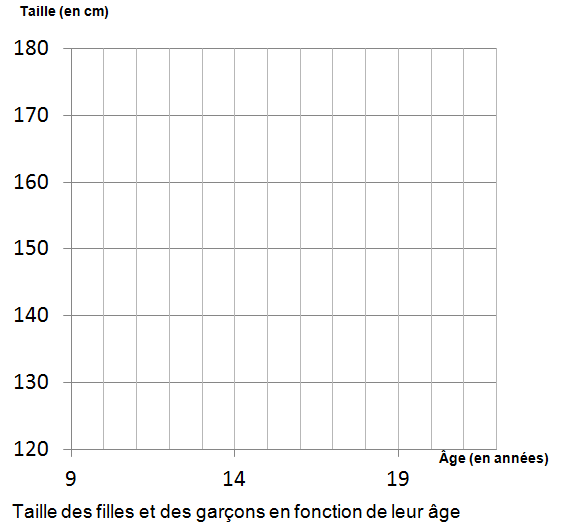 Taille (en cm)
180
170
160
150
140
130
120
Âge (en années)
9 14 19
Taille des filles et des garçons en fonction de leur âge